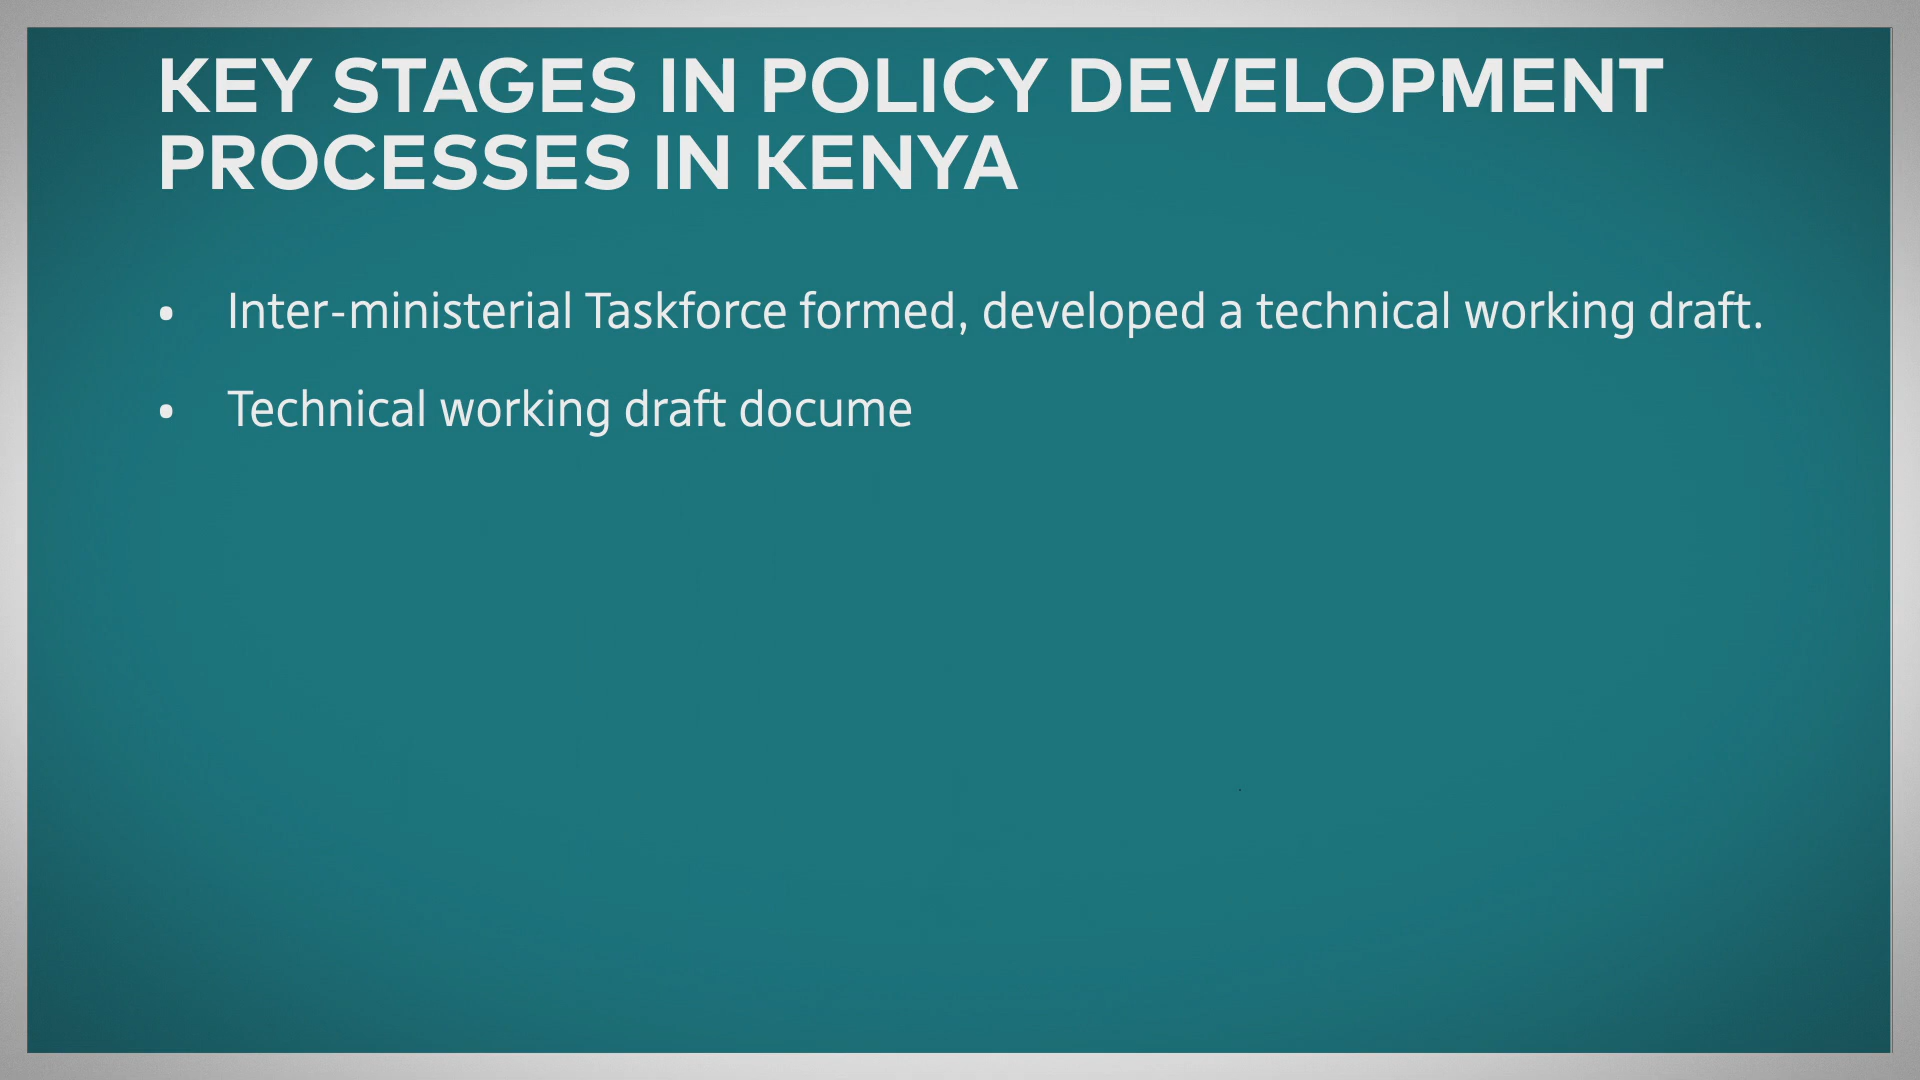 KEY STAGES IN POLICY DEVELOPMENT
PROCESSES IN KENYA
• Inter-ministerial Taskforce formed, developed a technical working draft.
• Technical working draft docume